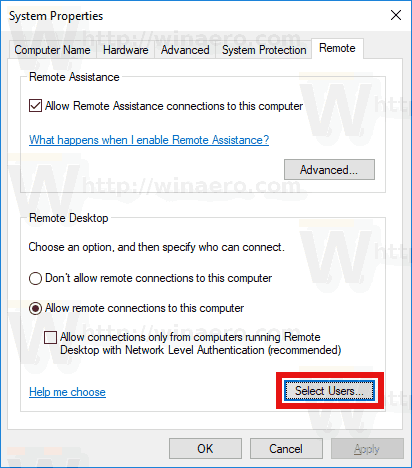 System Properties
Computer Name
Hardware
Advanced
System Protection
Remote
Remote Assistance
Allow Remote Assistance connections to this computer
What happens when I enable Remote Assistance?
http://winaero.com
Advanced...
Remote Desktop
Choose an option, and then specify who can connect.
Don't allow remote connections to this computer
Allow remote connections to this computer
Allow connections only from computers running Remote
Desktop with Network Level Authentication (recommended)
http://winaero.com
Help me choose
Select Users...
OK
Cancel
Apply